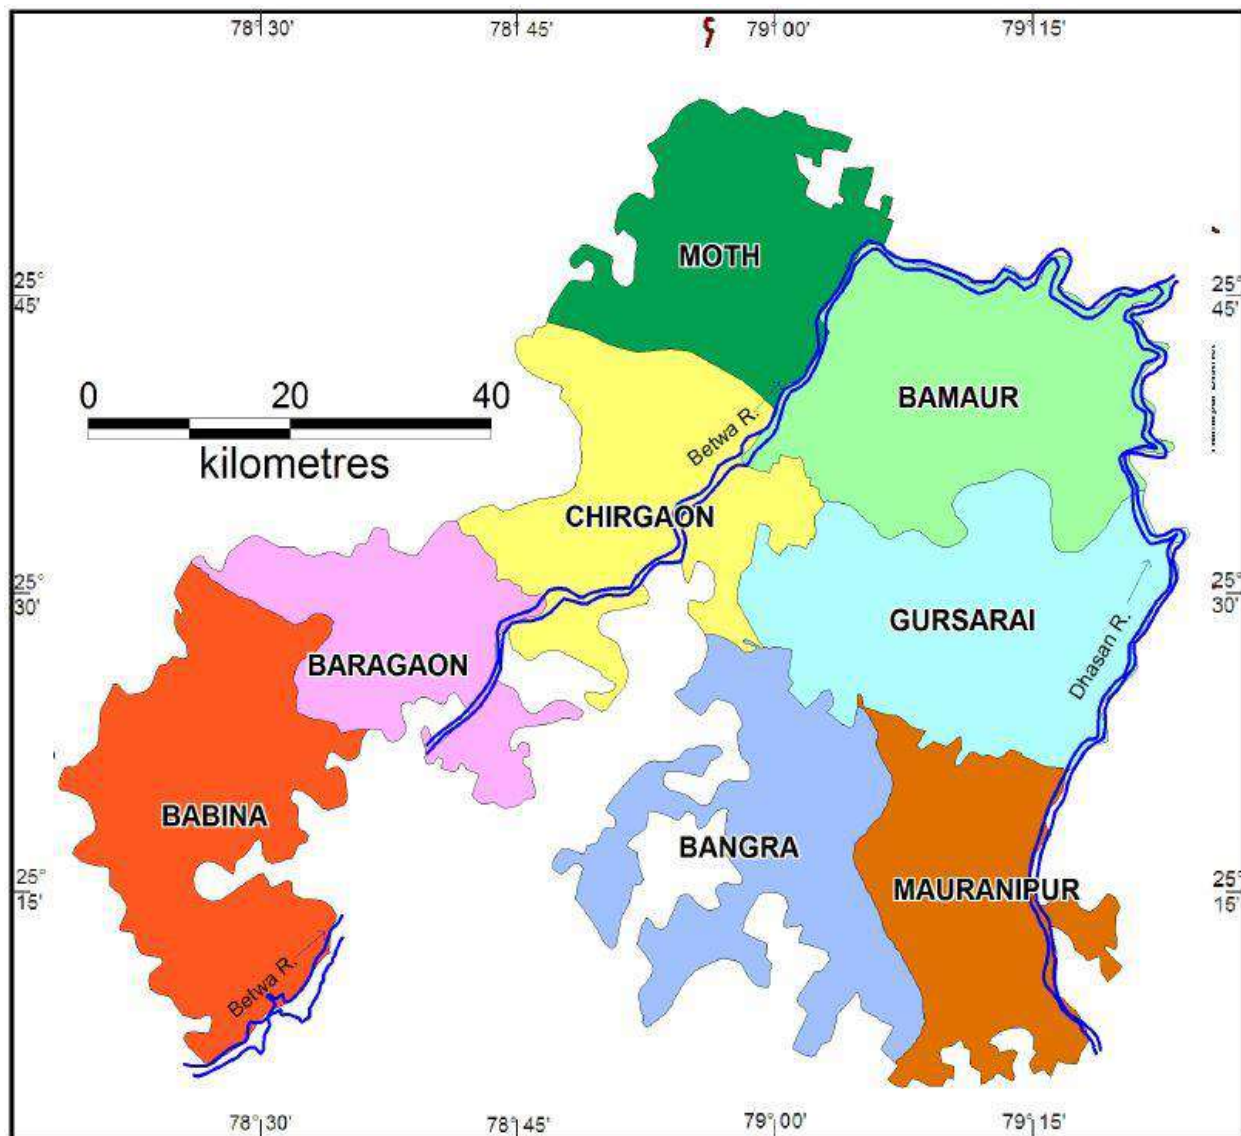 78° 30'
78° 45'
79° 00'
79° 15'
MOTH
25°
45'
25°
45'
0 20 40
kilometres
BAMAUR
Betwa R.
CHIRGAON
25°
30'
25°
30'
GURSARAI
BARAGAON
Dhasan R.
BABINA
BANGRA
MAURANIPUR
25°
15'
25°
15'
Betwa R.
78° 30'
78° 45'
79° 00'
79° 15'